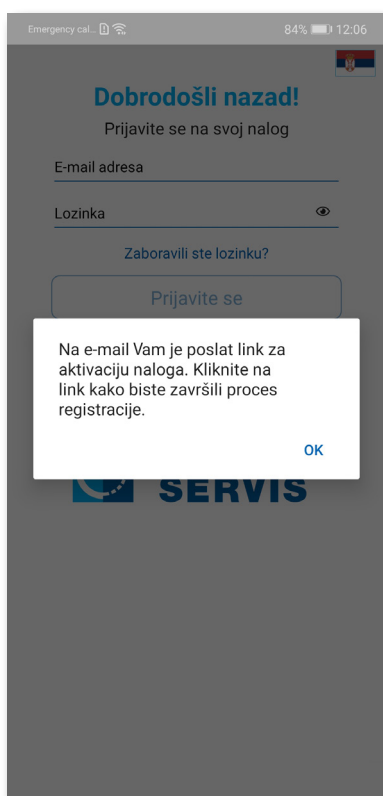 Emergency cal...
84% 12:06
Dobrodošli nazad!
Prijavite se na svoj nalog
E-mail adresa
Lozinka
Zaboravili ste lozinku?
Prijavite se
Na e-mail Vam je poslat link za
aktivaciju naloga. Kliknite na
link kako biste završili proces
registracije.
OK
SERVIS